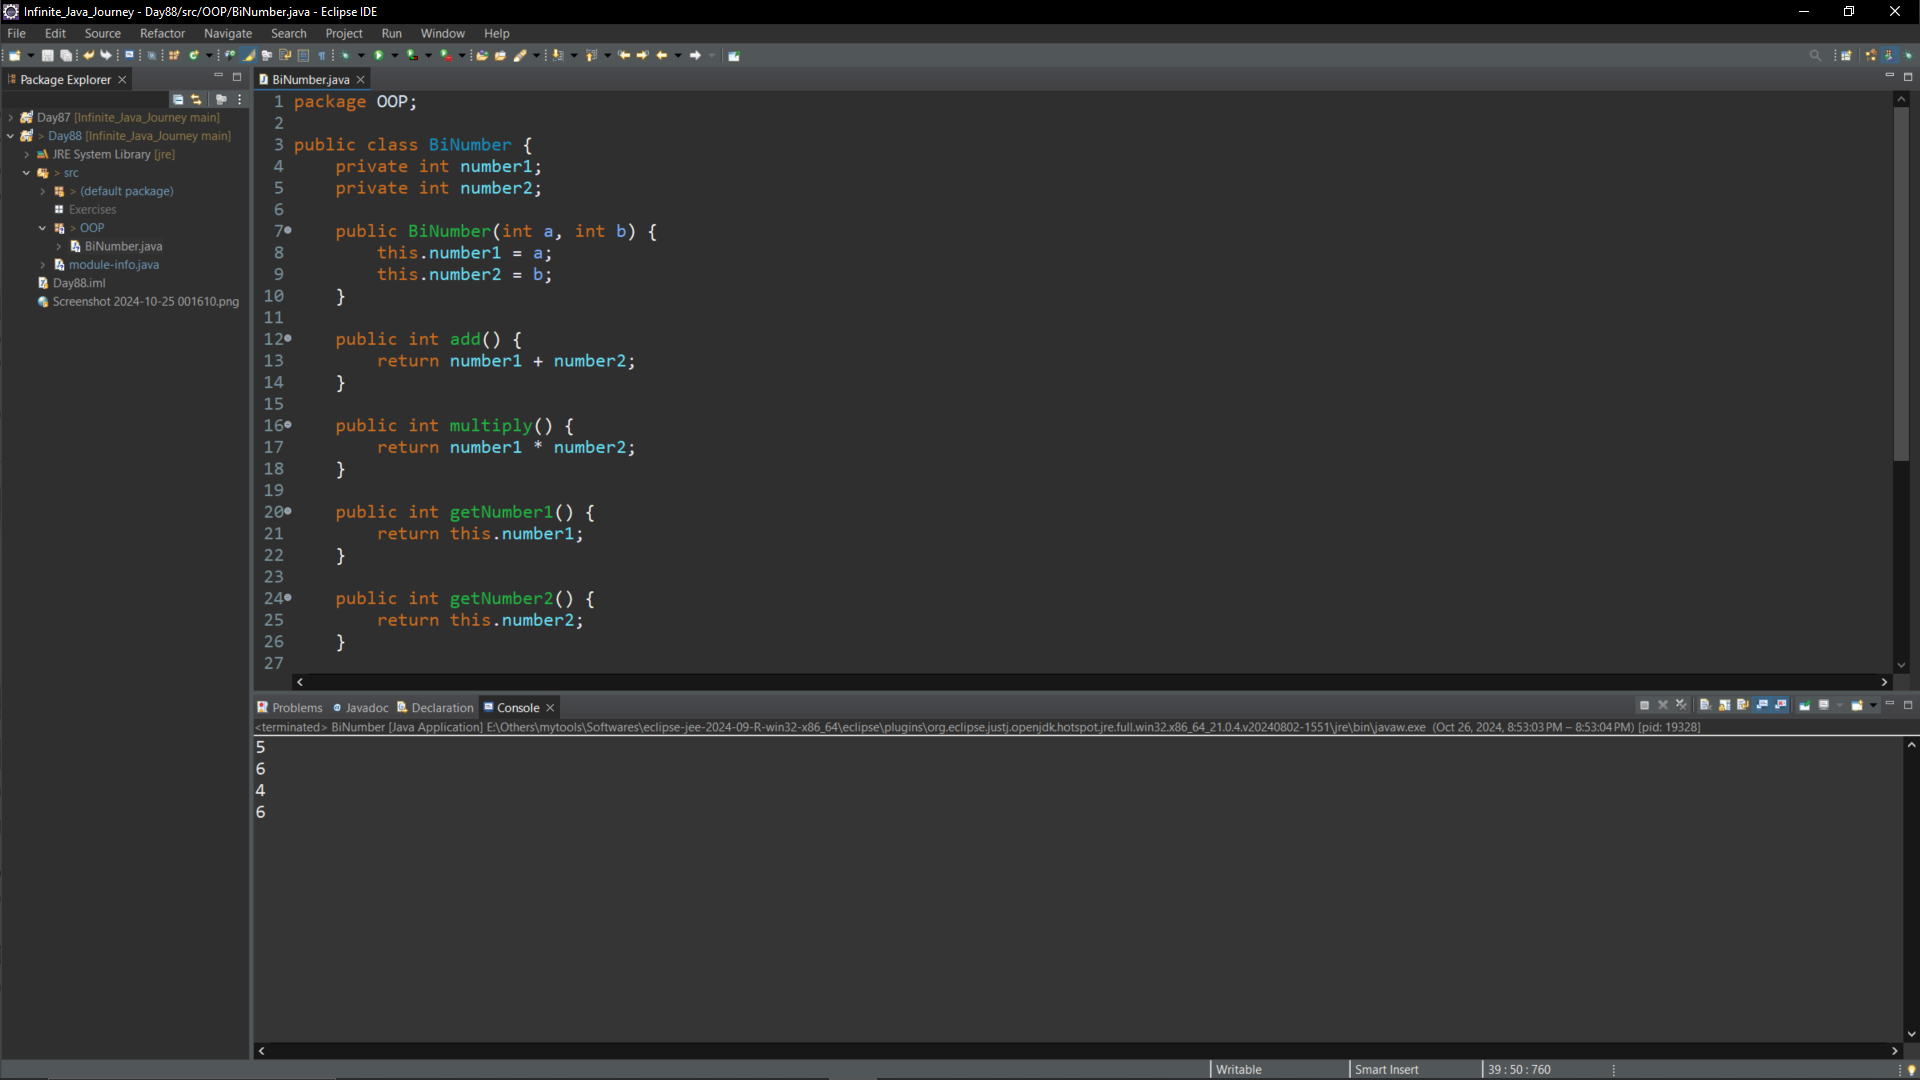 Infinite_Java_Journey - Day88/src/OOP/BiNumber.java - Eclipse IDE
File Edit Source Refactor Navigate Search Project Run Window Help
Package Explorer
BiNumber.java
Day87 [Infinite_Java_Journey main]
> Day88 [Infinite_Java_Journey main]
JRE System Library [jre]
> src
> (default package)
Exercises
> OOP
BiNumber.java
module-info.java
Day88.iml
Screenshot 2024-10-25 001610.png
1 package OOP;
2
3 public class BiNumber {
4 private int number1;
5 private int number2;
6
7 public BiNumber(int a, int b) {
8 this.number1 = a;
9 this.number2 = b;
10 }
11
12 public int add() {
13 return number1 + number2;
14 }
15
16 public int multiply() {
17 return number1 * number2;
18 }
19
20 public int getNumber1() {
21 return this.number1;
22 }
23
24 public int getNumber2() {
25 return this.number2;
26 }
27
Problems Javadoc Declaration Console
<terminated> BiNumber [Java Application] E:\Others\mytools\Softwares\eclipse-jee-2024-09-R-win32-x86_64\eclipse\plugins\org.eclipse.justj.openjdk.hotspot.jre.full.win32.x86_64_21.0.4.v20240802-1551\jre\bin\javaw.exe (Oct 26, 2024, 8:53:03 PM – 8:53:04 PM) [pid: 19328]
5
6
4
6
Writable Smart Insert 39 : 50 : 760